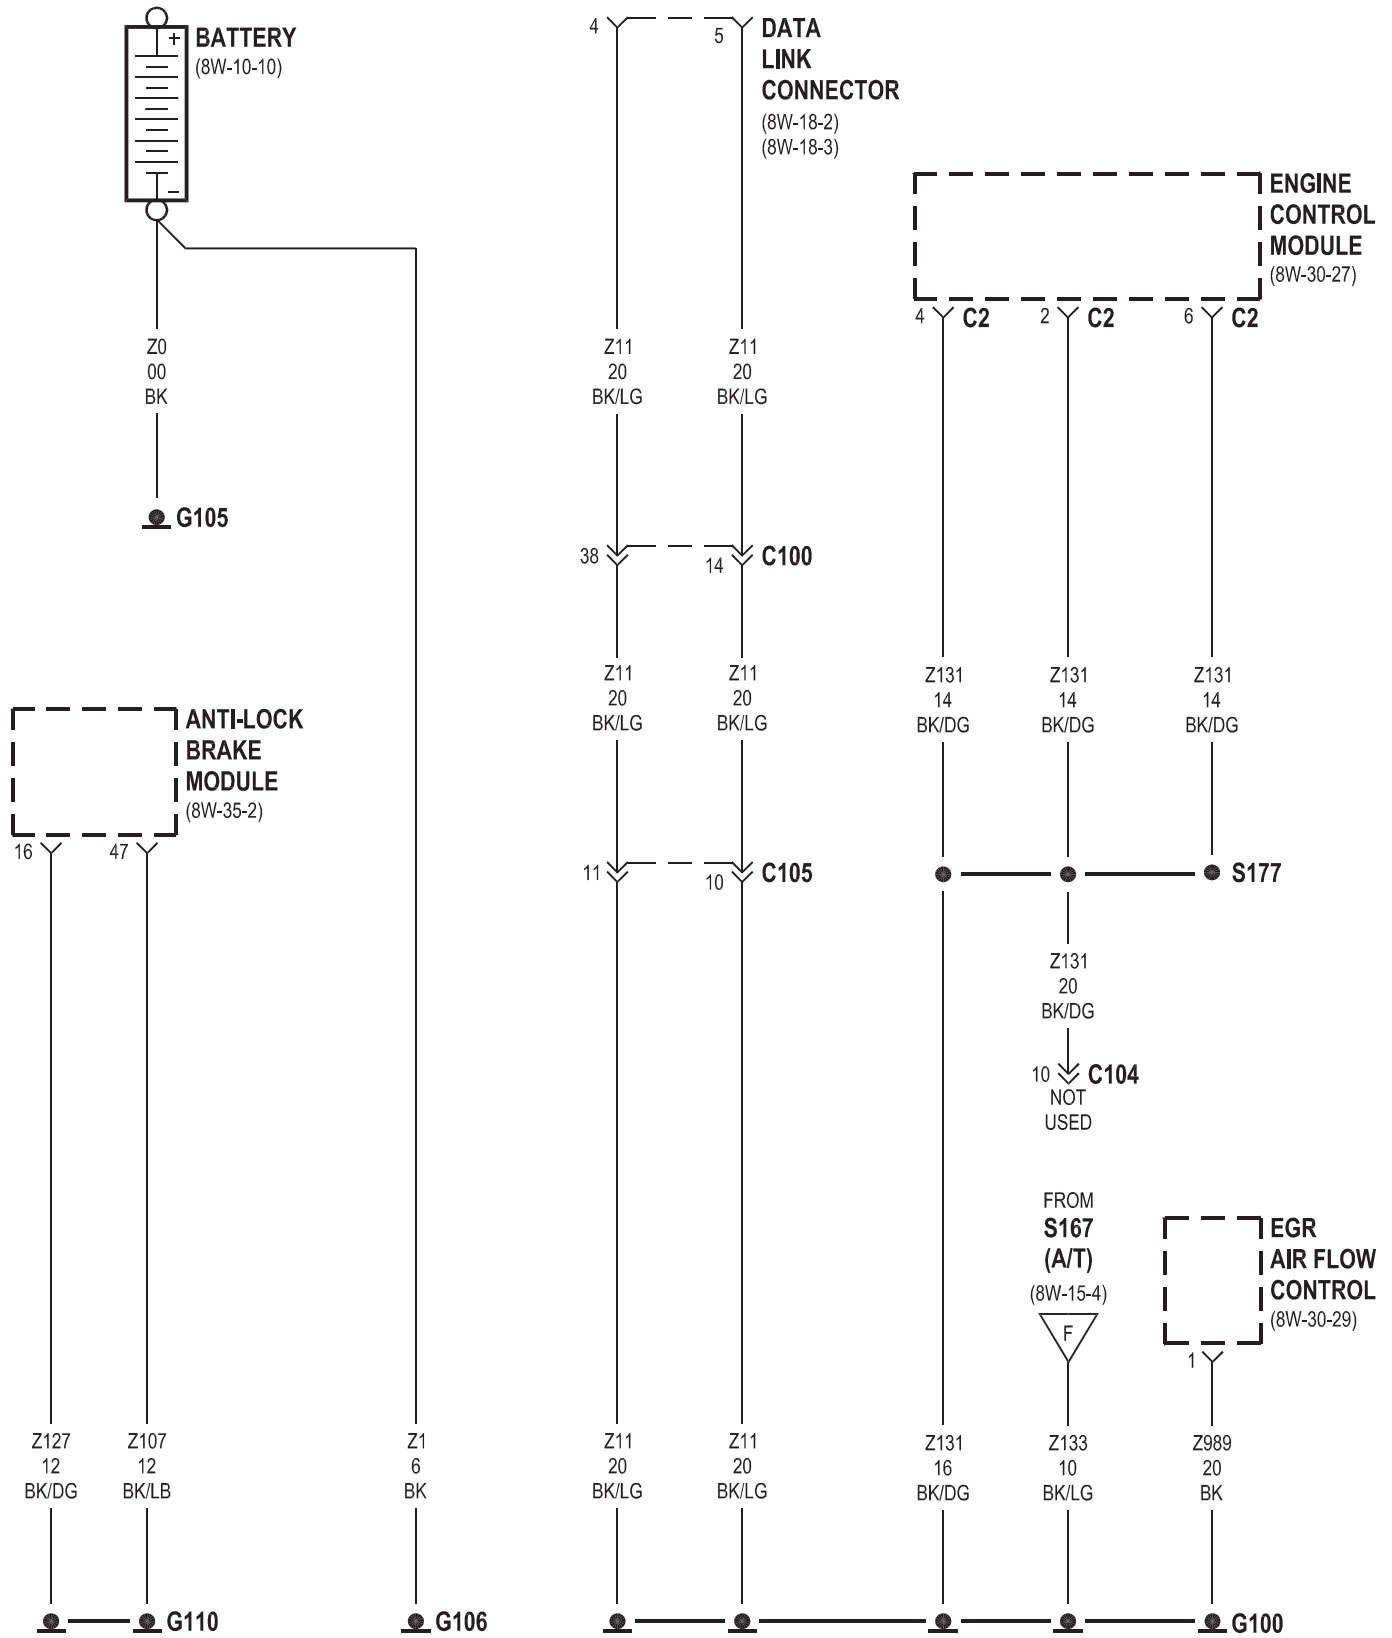 BATTERY
(8W-10-10)
+
–
4
5
DATA
LINK
CONNECTOR
(8W-18-2)
(8W-18-3)
ENGINE
CONTROL
MODULE
(8W-30-27)
4 C2
2 C2
6 C2
Z0
00
BK
Z11
20
BK/LG
Z11
20
BK/LG
G105
38
14
C100
Z11
20
BK/LG
Z11
20
BK/LG
Z131
14
BK/DG
Z131
14
BK/DG
Z131
14
BK/DG
ANTI-LOCK
BRAKE
MODULE
(8W-35-2)
16
47
11
10
C105
S177
Z131
20
BK/DG
10 C104
NOT
USED
FROM
S167
(A/T)
(8W-15-4)
F
EGR
AIR FLOW
CONTROL
(8W-30-29)
1
Z127
12
BK/DG
Z107
12
BK/LB
Z1
6
BK
Z11
20
BK/LG
Z11
20
BK/LG
Z131
16
BK/DG
Z133
10
BK/LG
Z989
20
BK
G110
G106
G100